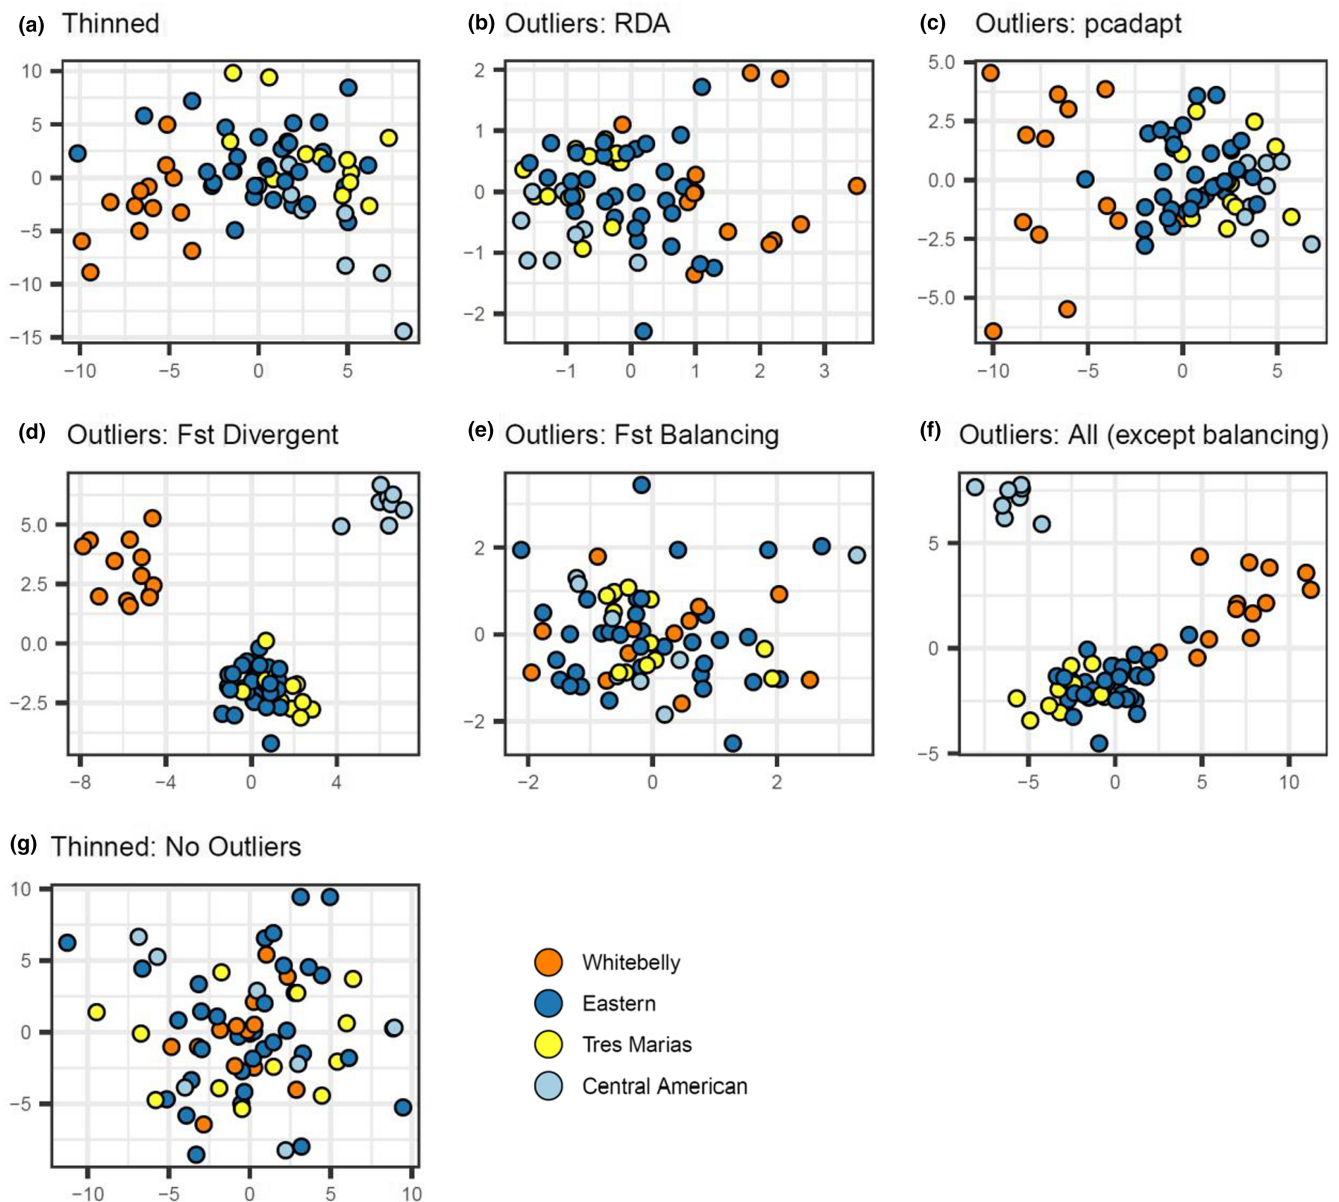 (a) Thinned
10
5
0
−5
−10
−15
−10 −5 0 5
(b) Outliers: RDA
2
1
0
−1
−2
−1 0 1 2 3
(c) Outliers: pcadapt
5.0
2.5
0.0
−2.5
−5.0
−10 −5 0 5
(d) Outliers: Fst Divergent
5.0
2.5
0.0
−2.5
−8 −4 0 4
(e) Outliers: Fst Balancing
2
0
−2
−2 0 2
(f) Outliers: All (except balancing)
5
0
−5
−5 0 5 10
(g) Thinned: No Outliers
10
5
0
−5
−10 −5 0 5 10
Whitebelly
Eastern
Tres Marias
Central American